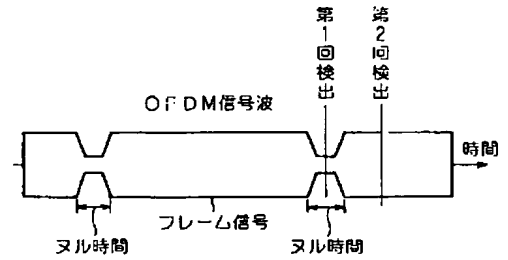 第1回検出
第2回検出
OFDM信号波
時間
フレーム信号
ヌル時間
ヌル時間